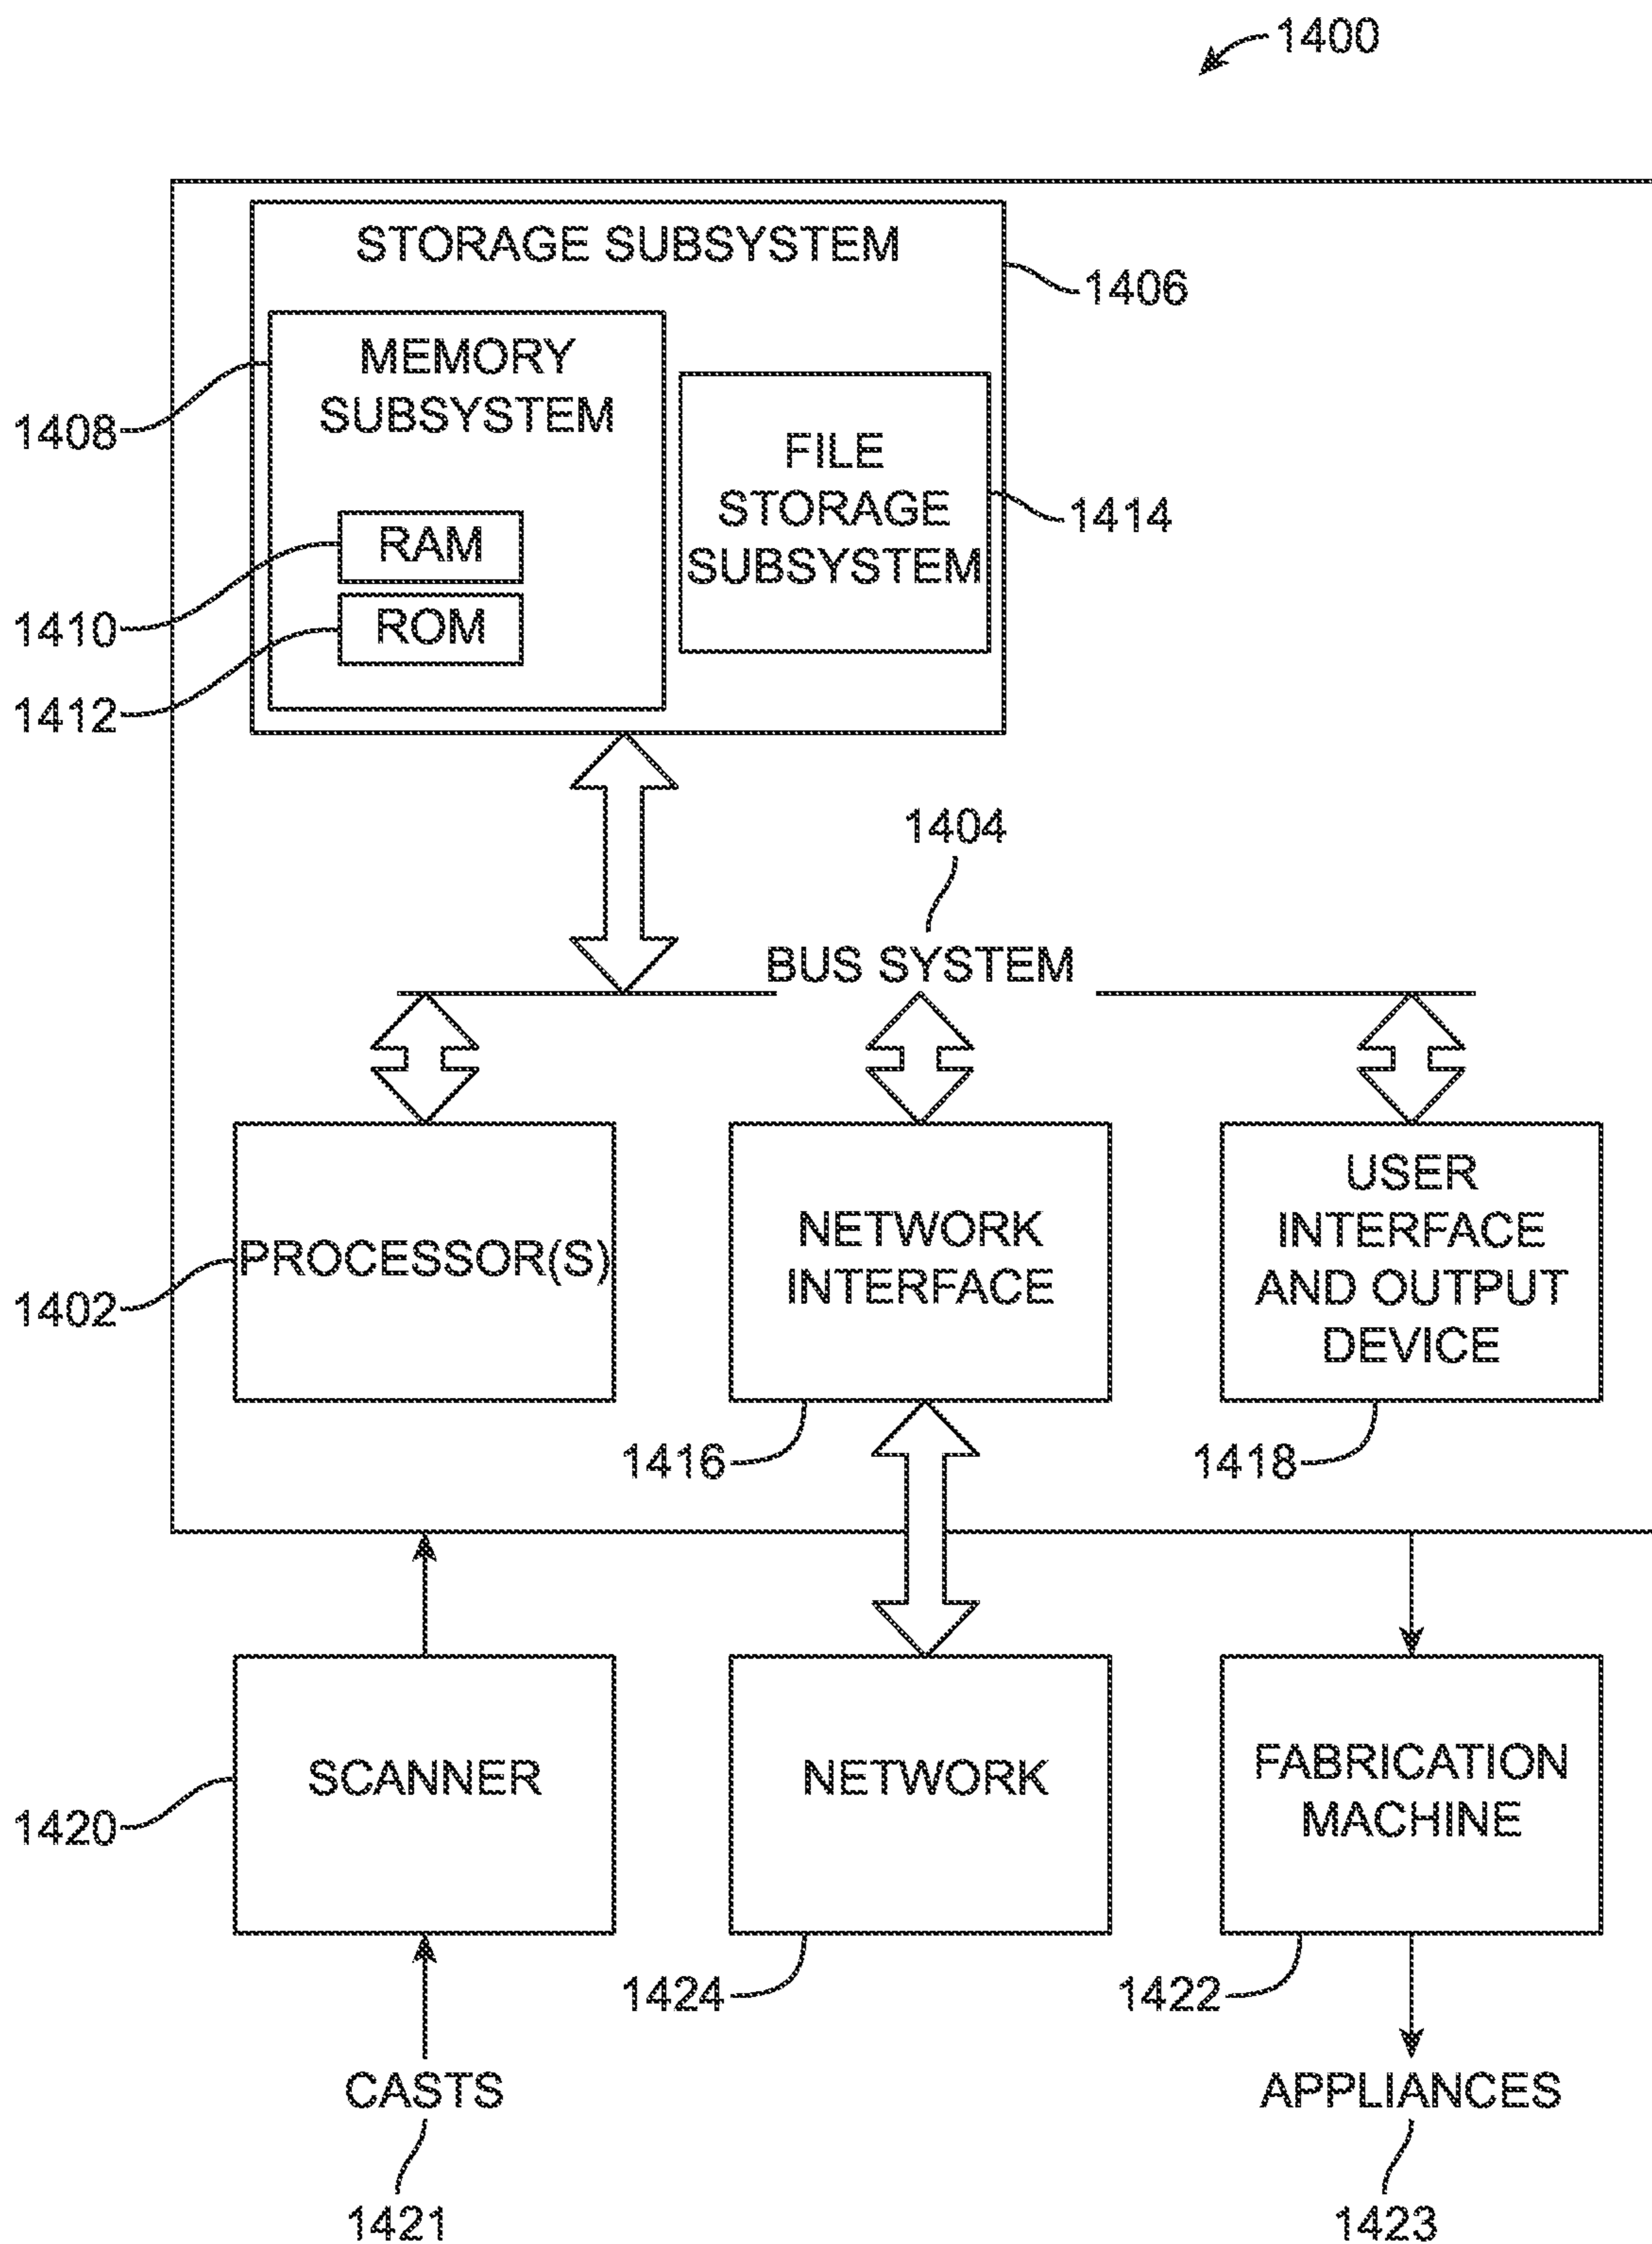 1400
STORAGE SUBSYSTEM
1406
MEMORY
SUBSYSTEM
1408
FILE
STORAGE
SUBSYSTEM
1414
RAM
1410
ROM
1412
1404
BUS SYSTEM
PROCESSOR(S)
1402
NETWORK
INTERFACE
1416
USER
INTERFACE
AND OUTPUT
DEVICE
1418
SCANNER
1420
NETWORK
1424
FABRICATION
MACHINE
1422
CASTS
1421
APPLIANCES
1423